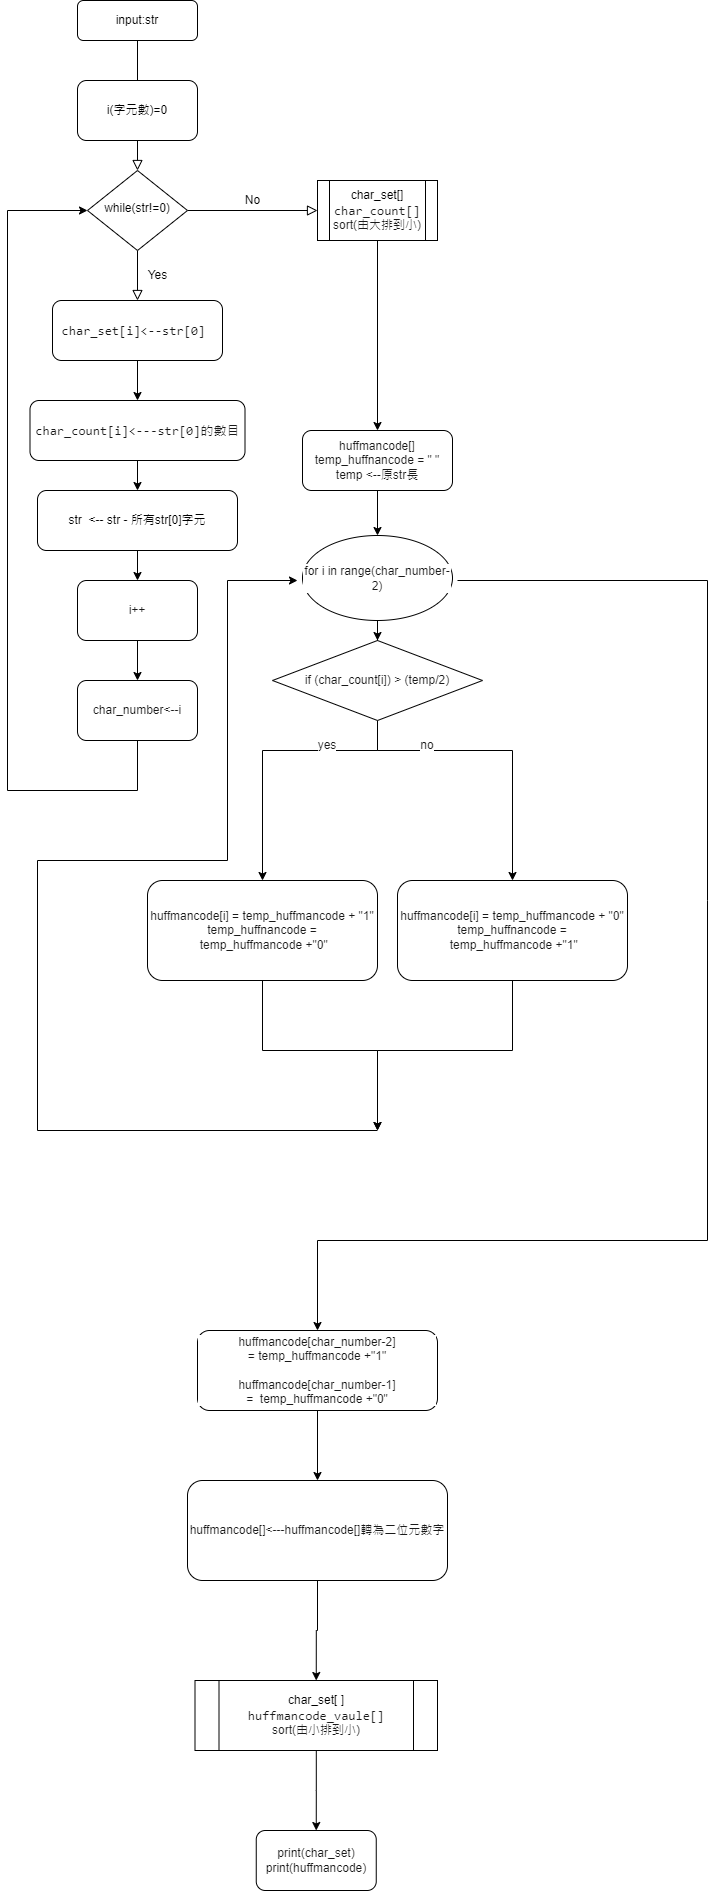 input:str
i(字元數)=0
while(str!=0)
No
Yes
char_set[]
char_count[]
sort(由大排到小)
char_set[i]<--str[0]
char_count[i]<---str[0]的數目
str <-- str - 所有str[0]字元
i++
char_number<--i
huffmancode[]
temp_huffnancode = " "
temp <--原str長
for i in range(char_number-
2)
if (char_count[i]) > (temp/2)
yes
no
huffmancode[i] = temp_huffmancode + "1"
temp_huffnancode =
temp_huffmancode +"0"
huffmancode[i] = temp_huffmancode + "0"
temp_huffnancode =
temp_huffmancode +"1"
huffmancode[char_number-2]
= temp_huffmancode +"1"
huffmancode[char_number-1]
= temp_huffmancode +"0"
huffmancode[]<---huffmancode[]轉為二位元數字
char_set[ ]
huffmancode_vaule[]
sort(由小排到小)
print(char_set)
print(huffmancode)